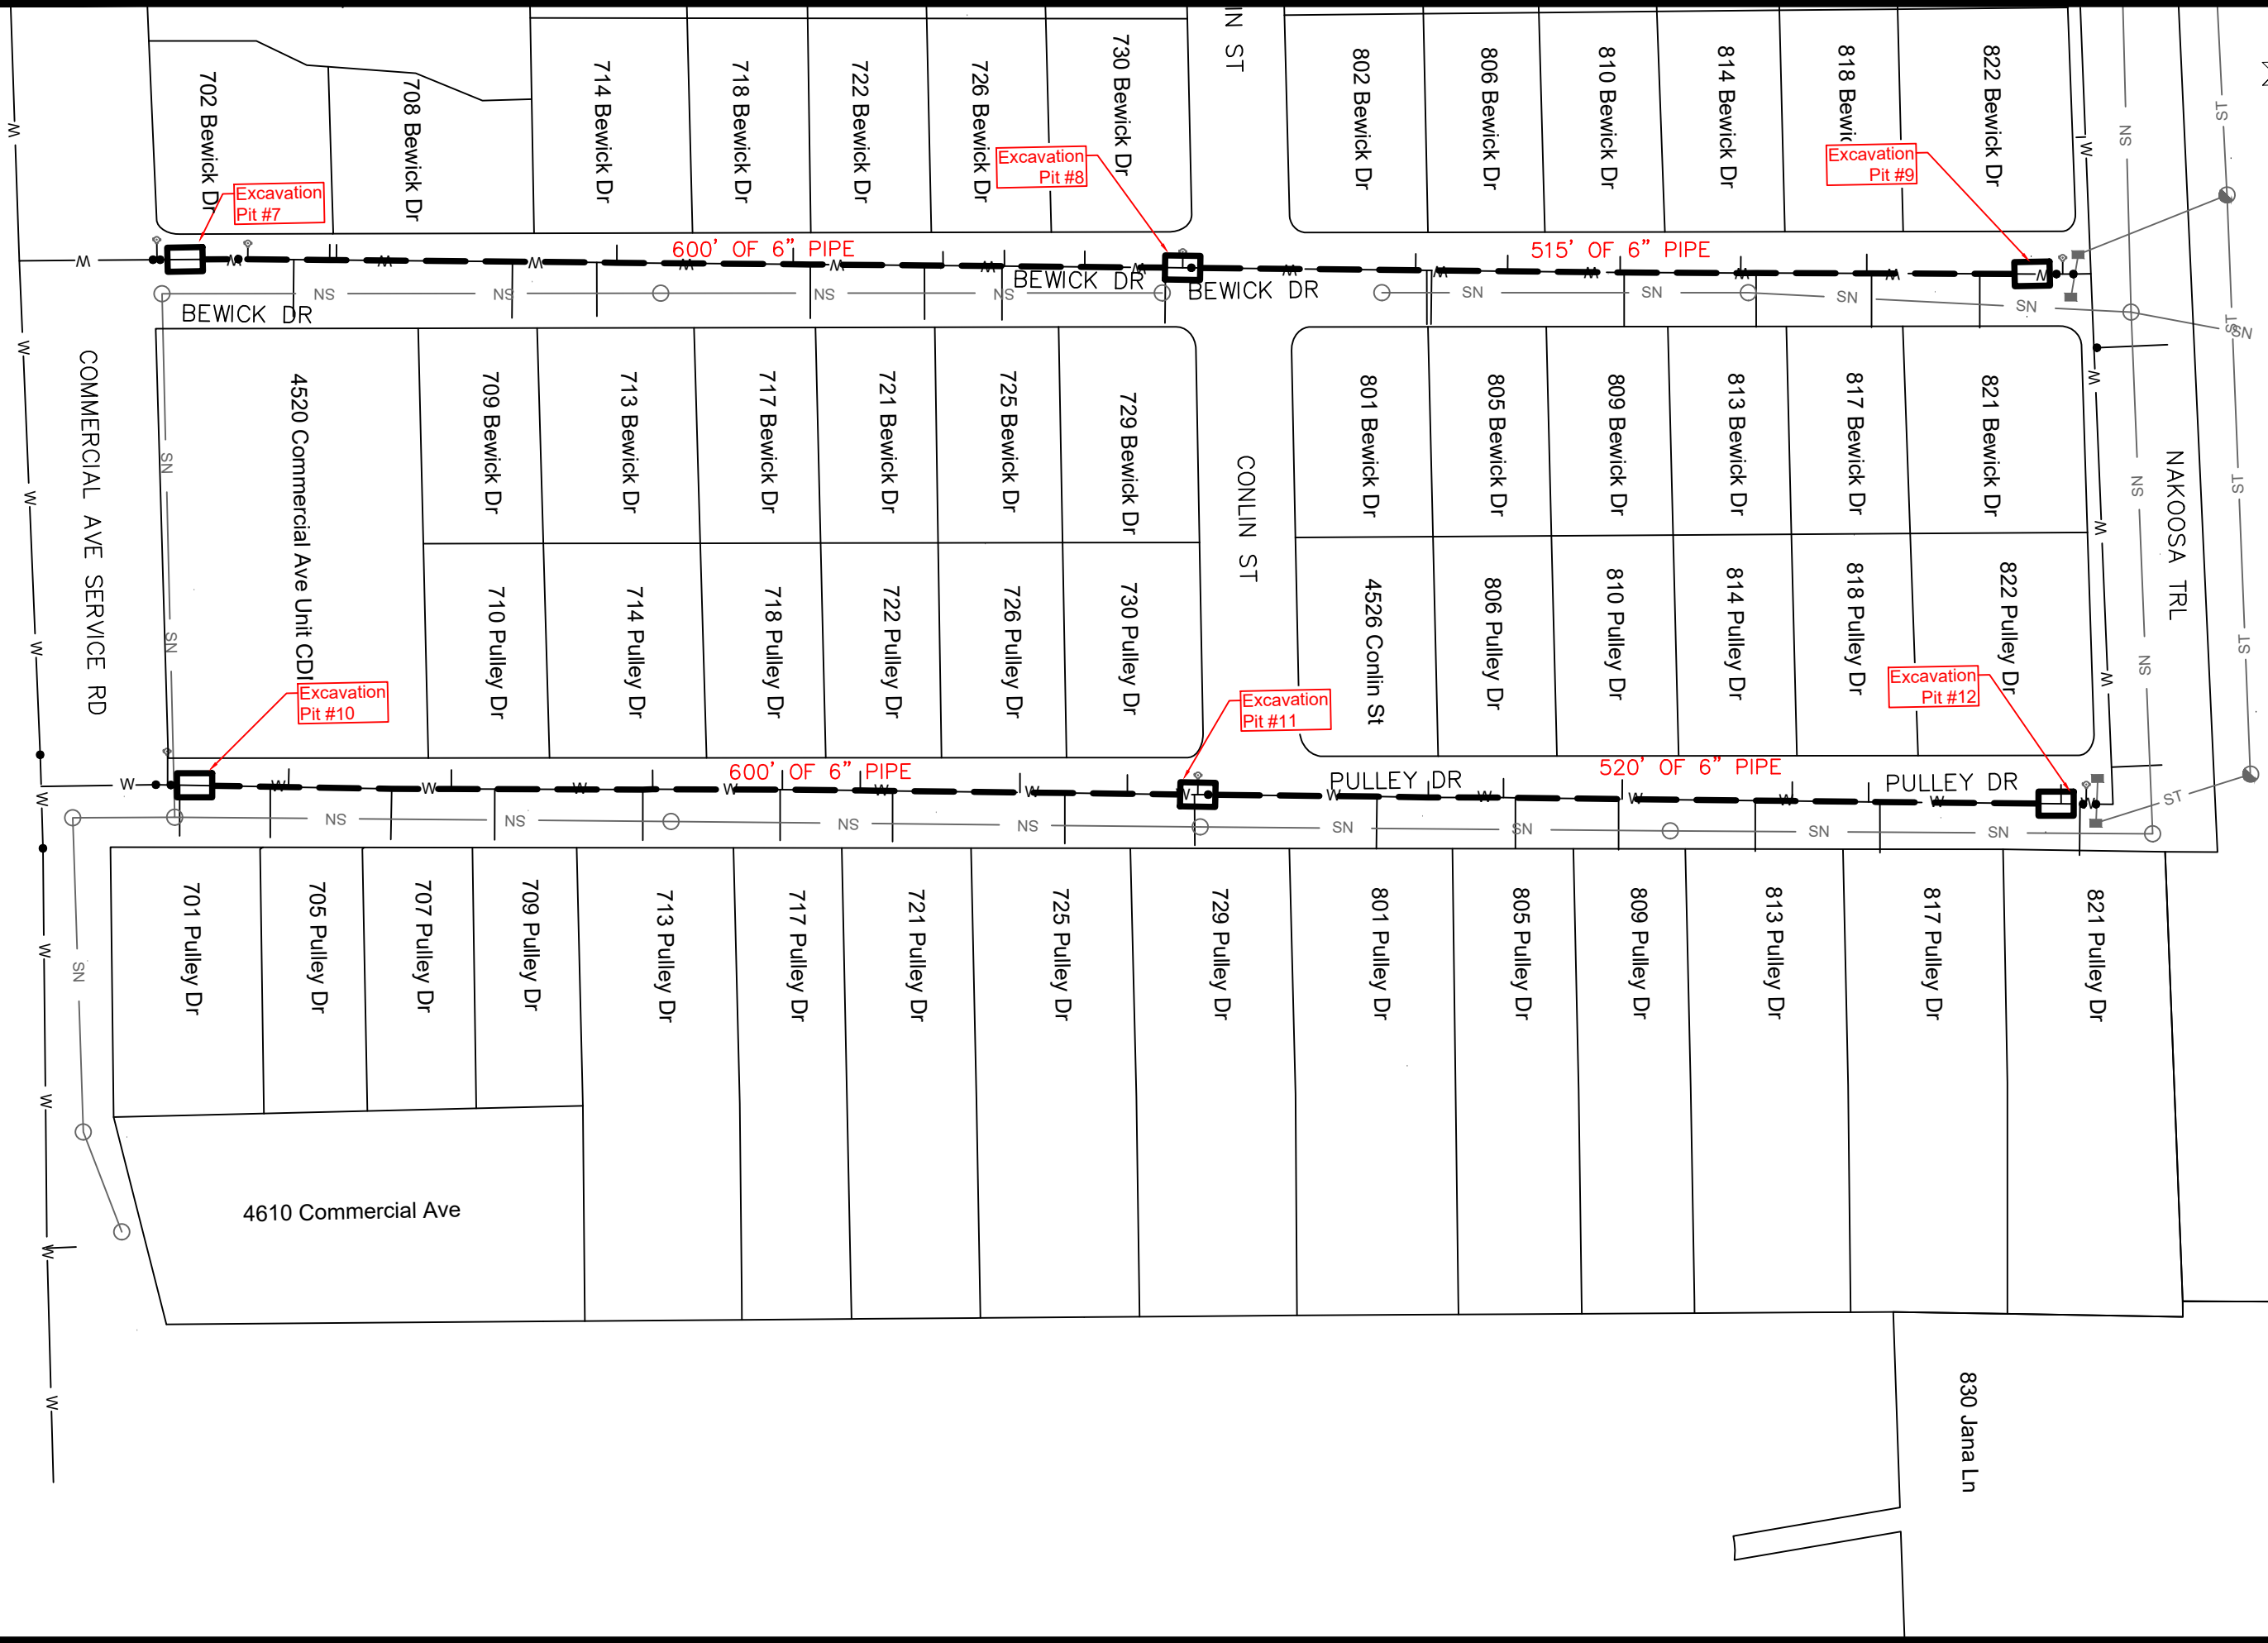 IN ST
702 Bewick Dr
708 Bewick Dr
714 Bewick Dr
718 Bewick Dr
722 Bewick Dr
726 Bewick Dr
730 Bewick Dr
802 Bewick Dr
806 Bewick Dr
810 Bewick Dr
814 Bewick Dr
818 Bewic
822 Bewick Dr
Excavation
Pit #7
Excavation
Pit #8
Excavation
Pit #9
600' OF 6" PIPE
515' OF 6" PIPE
BEWICK DR
BEWICK DR
BEWICK DR
COMMERCIAL AVE SERVICE RD
4520 Commercial Ave Unit CDI
709 Bewick Dr
713 Bewick Dr
717 Bewick Dr
721 Bewick Dr
725 Bewick Dr
729 Bewick Dr
CONLIN ST
801 Bewick Dr
805 Bewick Dr
809 Bewick Dr
813 Bewick Dr
817 Bewick Dr
821 Bewick Dr
NAKOOSA TRL
710 Pulley Dr
714 Pulley Dr
718 Pulley Dr
722 Pulley Dr
726 Pulley Dr
730 Pulley Dr
4526 Conlin St
806 Pulley Dr
810 Pulley Dr
814 Pulley Dr
818 Pulley Dr
822 Pulley Dr
Excavation
Pit #10
Excavation
Pit #11
Excavation
Pit #12
600' OF 6" PIPE
PULLEY DR
520' OF 6" PIPE
PULLEY DR
701 Pulley Dr
705 Pulley Dr
707 Pulley Dr
709 Pulley Dr
713 Pulley Dr
717 Pulley Dr
721 Pulley Dr
725 Pulley Dr
729 Pulley Dr
801 Pulley Dr
805 Pulley Dr
809 Pulley Dr
813 Pulley Dr
817 Pulley Dr
821 Pulley Dr
4610 Commercial Ave
830 Jana Ln